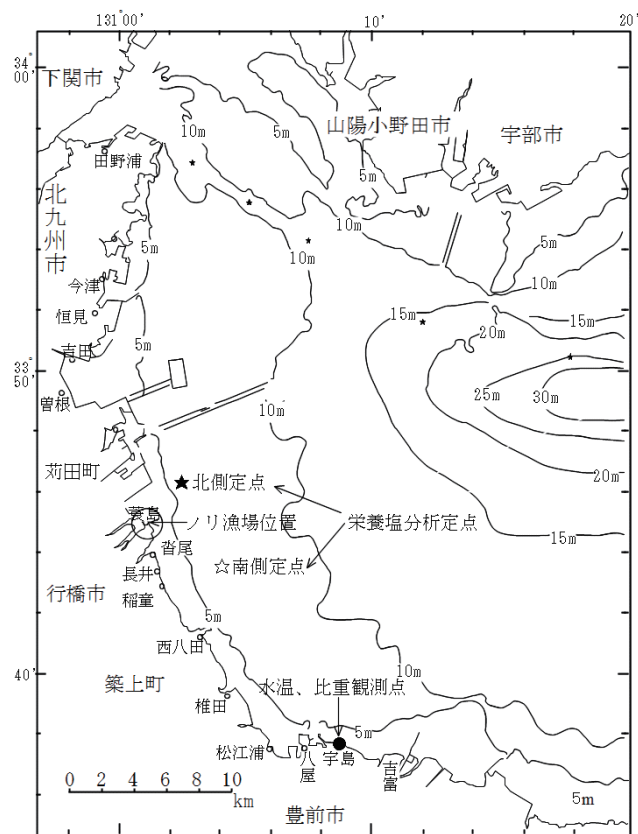 131°00′
10′
20′
34°
00′
下関市
10m
5m
山陽小野田市
宇部市
田野浦
5m
北九州市
5m
10m
5m
10m
10m
今津
恒見
5m
15m
20m
15m
吉田
33°
50′
曽根
10m
25m
30m
20m
苅田町
★北側定点
蓑島
ノリ漁場位置
栄養塩分析定点
15m
沓尾
☆南側定点
長井
行橋市
稲童
5m
西八田
40′
築上町
水温、比重観測点
10m
椎田
5m
松江浦
八屋
宇島
吉富
0 2 4 6 8 10
km
5m
豊前市